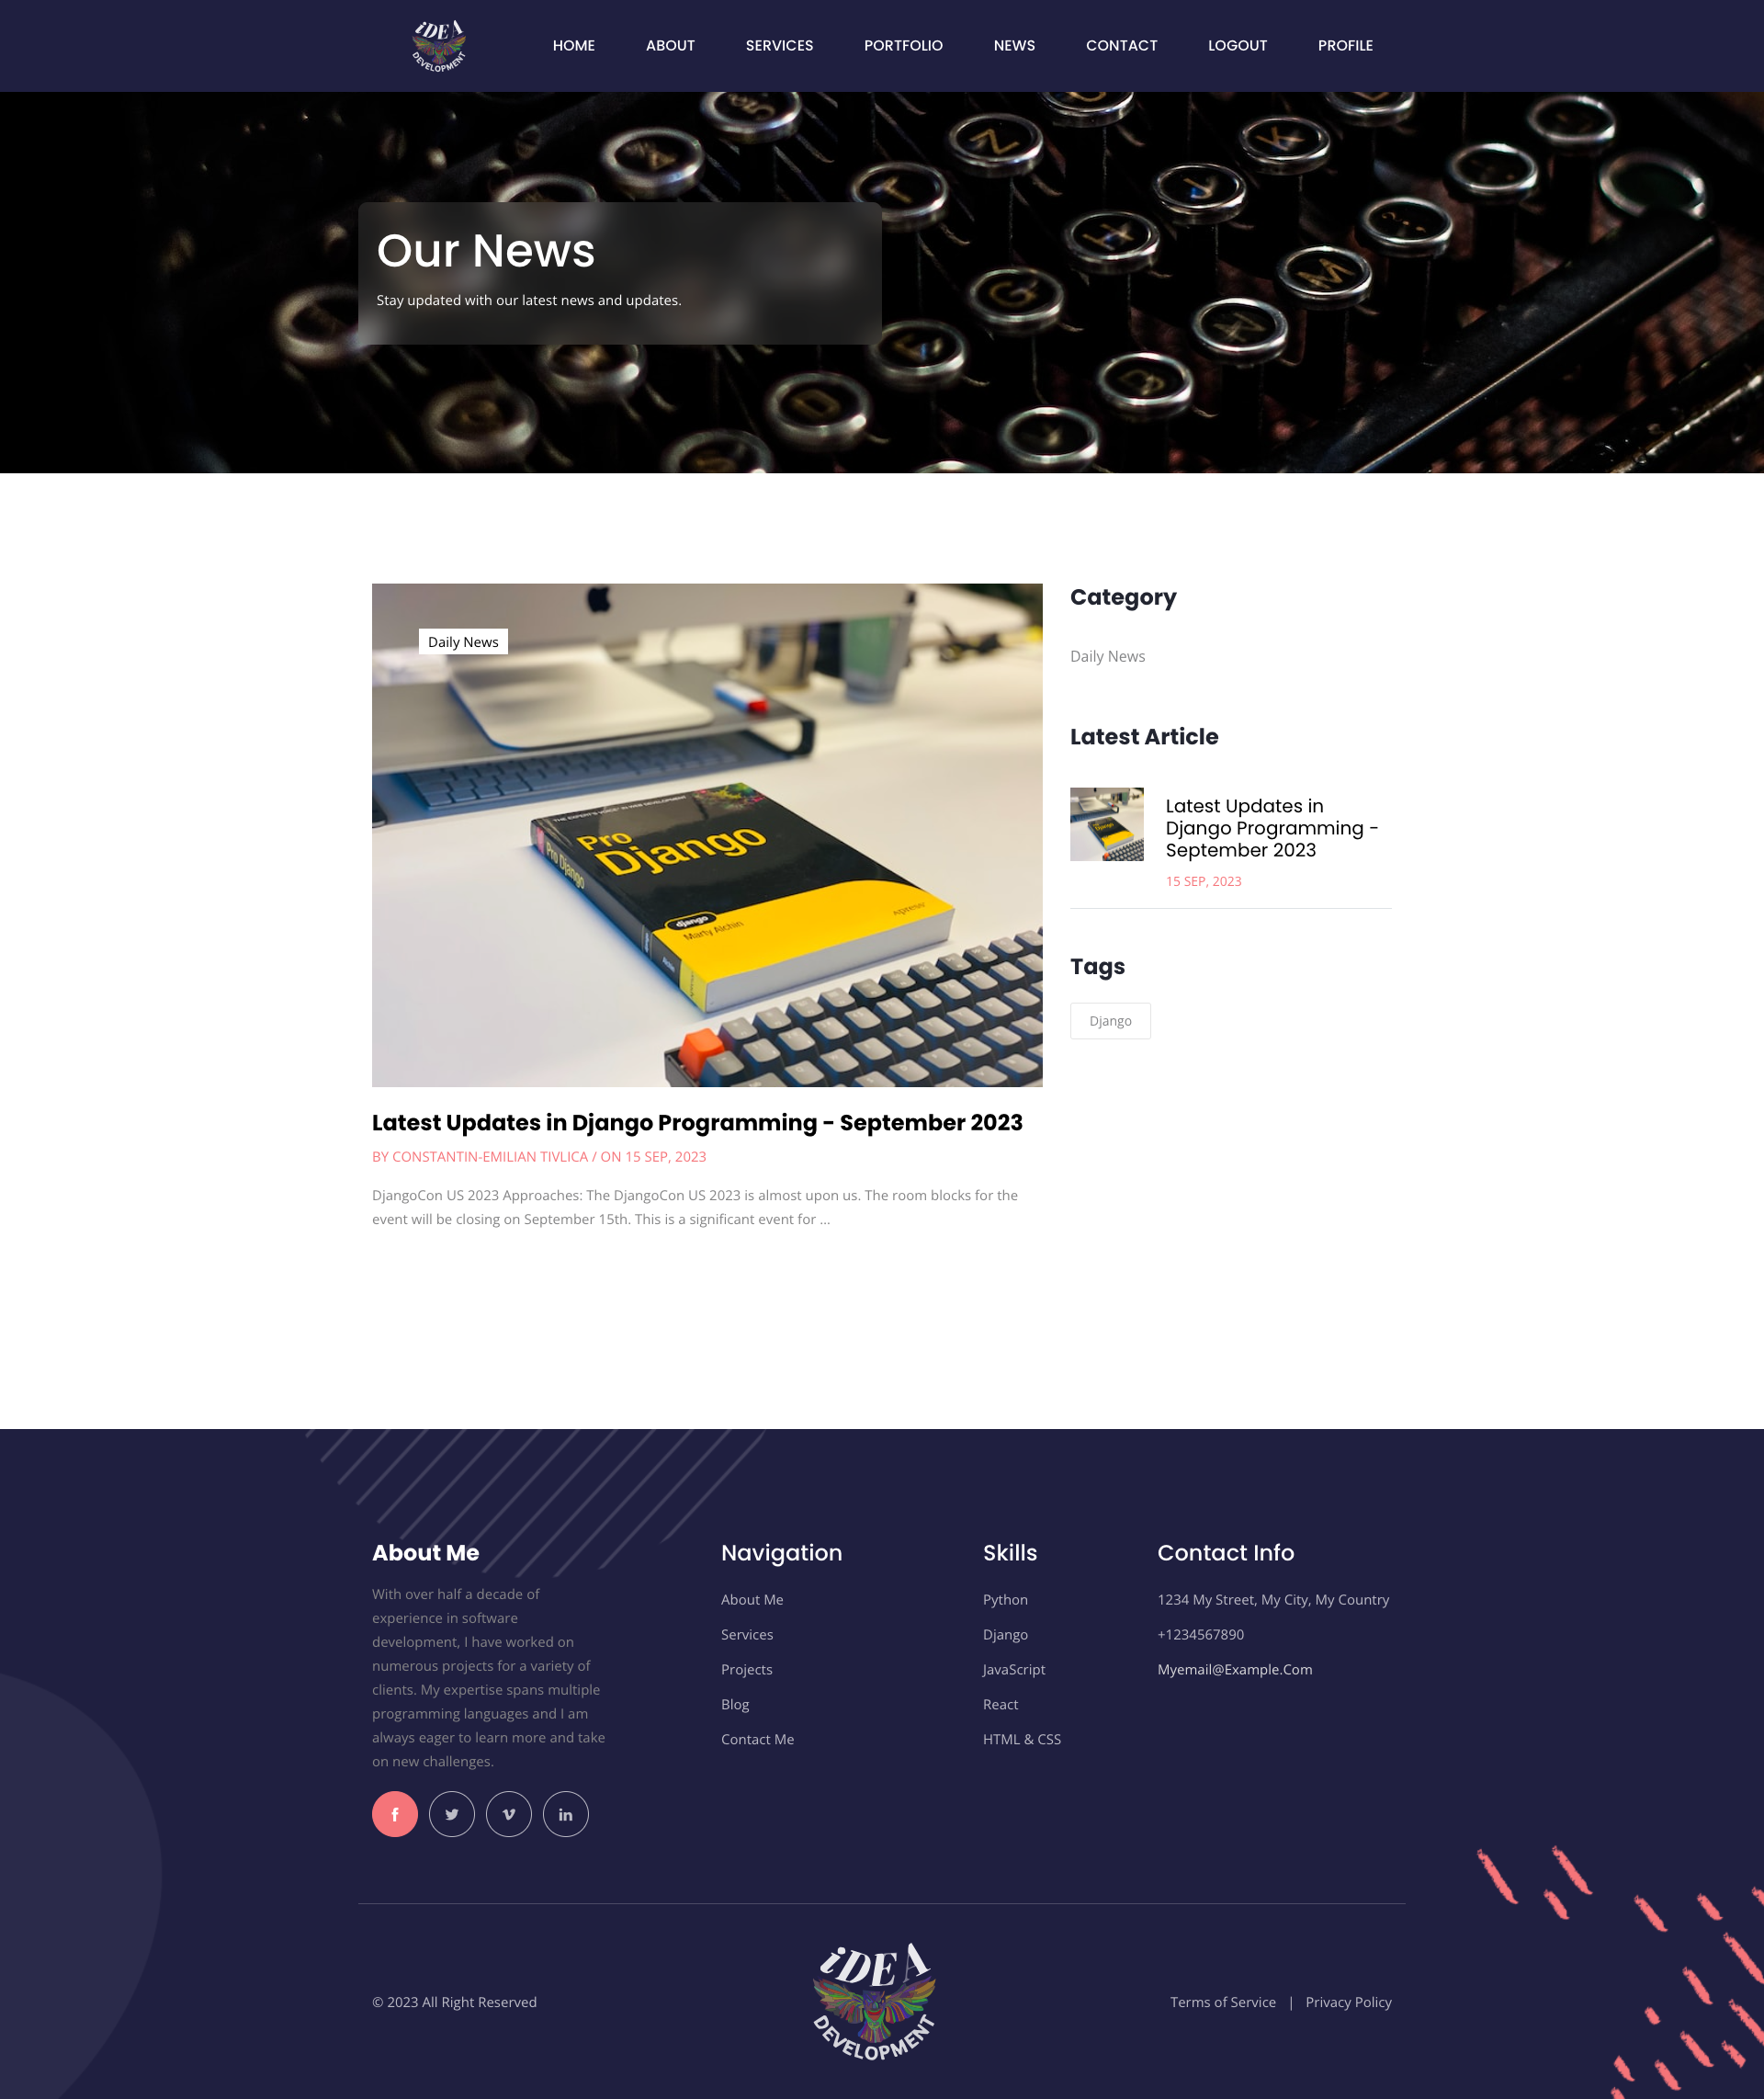 iDEA
DEVELOPMENT
HOME
ABOUT
SERVICES
PORTFOLIO
NEWS
CONTACT
LOGOUT
PROFILE
Our News
Stay updated with our latest news and updates.
Daily News
Pro
Django
Pro Django
django
Marty Alchin
apress
Latest Updates in Django Programming - September 2023
BY CONSTANTIN-EMILIAN TIVLICA / ON 15 SEP, 2023
DjangoCon US 2023 Approaches: The DjangoCon US 2023 is almost upon us. The room blocks for the
event will be closing on September 15th. This is a significant event for ...
Category
Daily News
Latest Article
Latest Updates in
Django Programming -
September 2023
15 SEP, 2023
Tags
Django
About Me
With over half a decade of
experience in software
development, I have worked on
numerous projects for a variety of
clients. My expertise spans multiple
programming languages and I am
always eager to learn more and take
on new challenges.
Navigation
About Me
Services
Projects
Blog
Contact Me
Skills
Python
Django
JavaScript
React
HTML & CSS
Contact Info
1234 My Street, My City, My Country
+1234567890
Myemail@Example.Com
© 2023 All Right Reserved
iDEA
DEVELOPMENT
Terms of Service | Privacy Policy